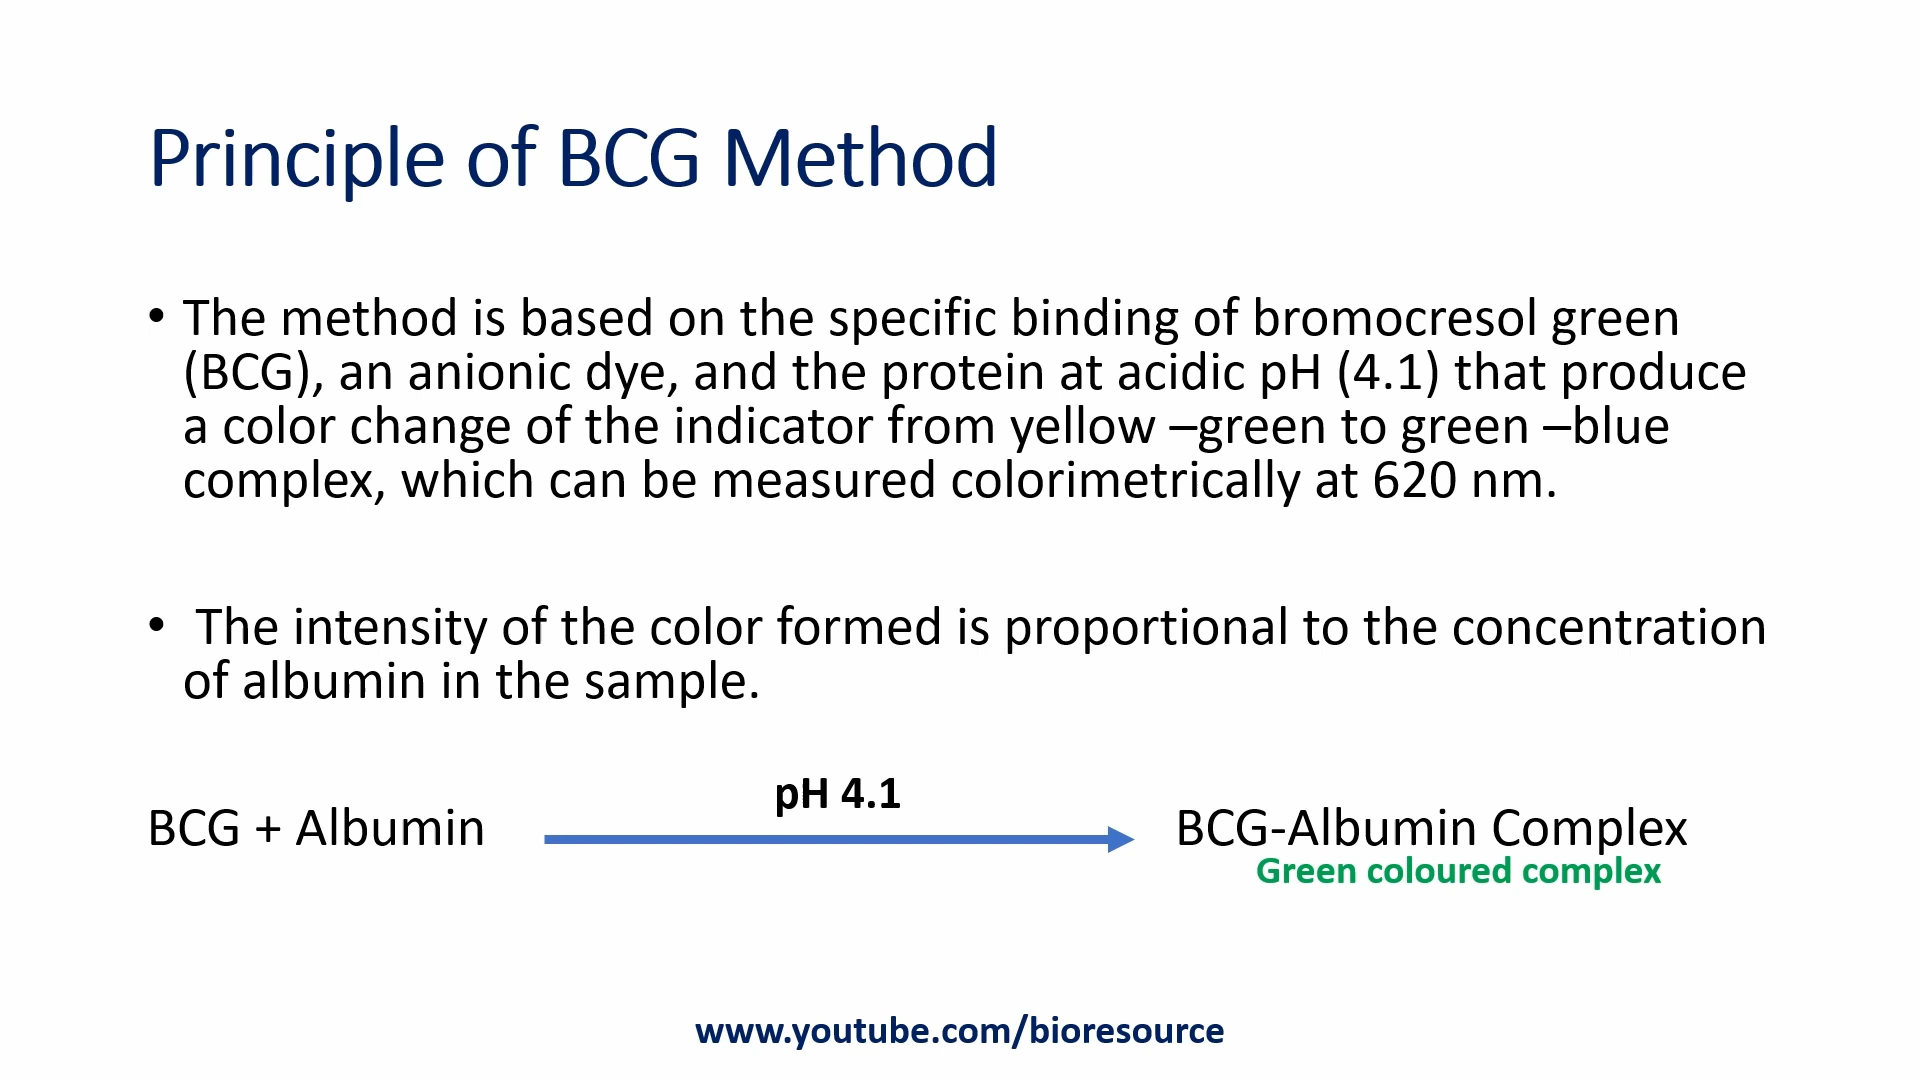 Principle of BCG Method
• The method is based on the specific binding of bromocresol green
(BCG), an anionic dye, and the protein at acidic pH (4.1) that produce
a color change of the indicator from yellow –green to green –blue
complex, which can be measured colorimetrically at 620 nm.
• The intensity of the color formed is proportional to the concentration
of albumin in the sample.
pH 4.1
BCG + Albumin BCG-Albumin Complex
Green coloured complex
www.youtube.com/bioresource